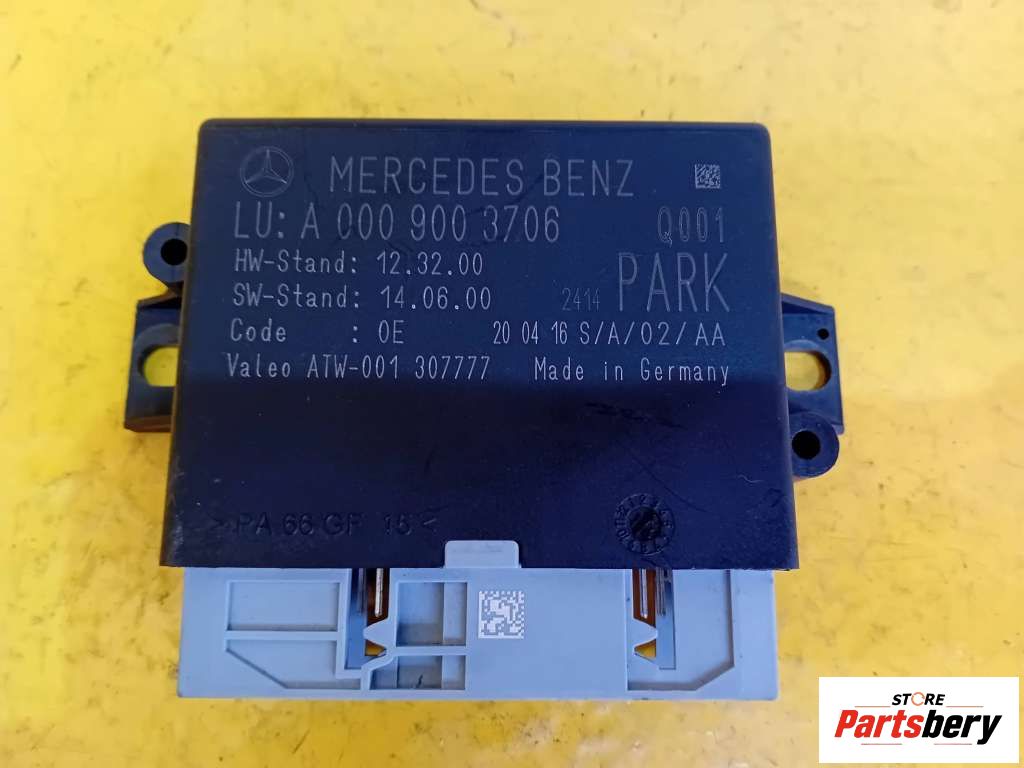 MERCEDES BENZ
LU: A 000 900 3706 Q001
HW-Stand: 12.32.00
SW-Stand: 14.06.00 2414 PARK
Code : 0E 20 04 16 S/A/02/AA
Valeo ATW-001 307777 Made in Germany
>PA 66 GF 15<
STORE
Partsbery